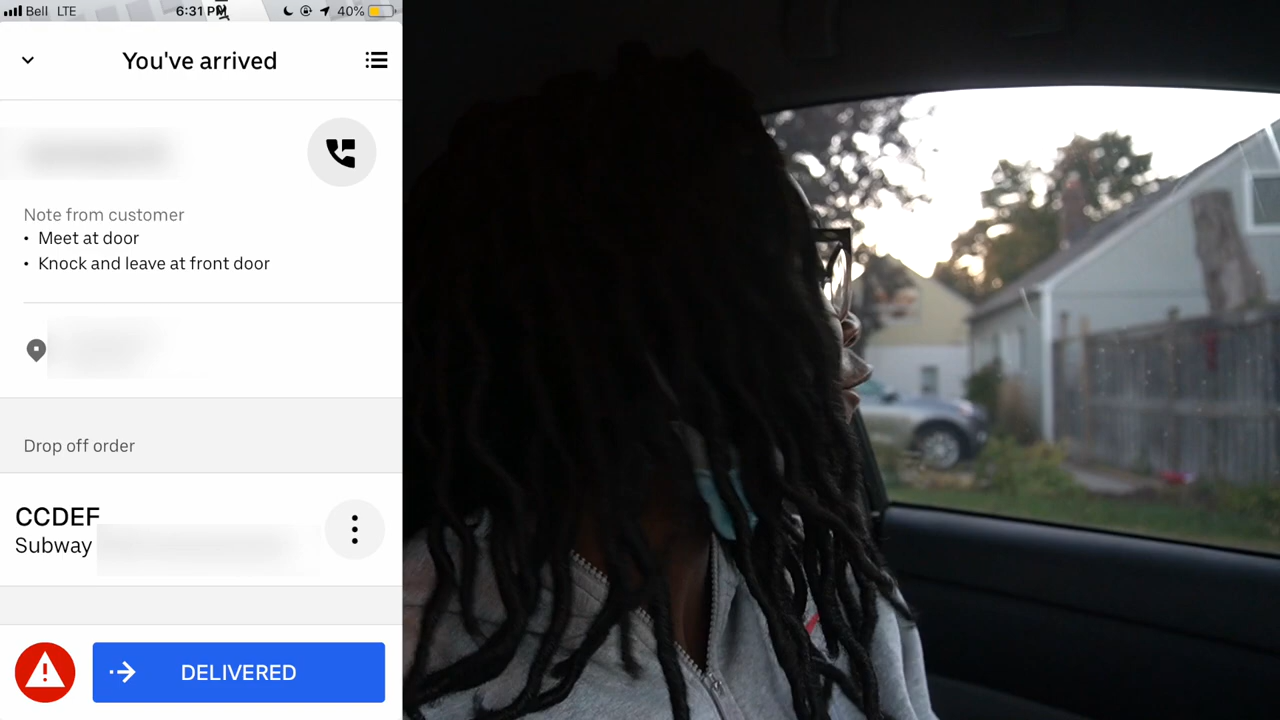 Bell LTE 6:31 PM 40%
You've arrived
Note from customer
• Meet at door
• Knock and leave at front door
Drop off order
CCDEF
Subway
DELIVERED